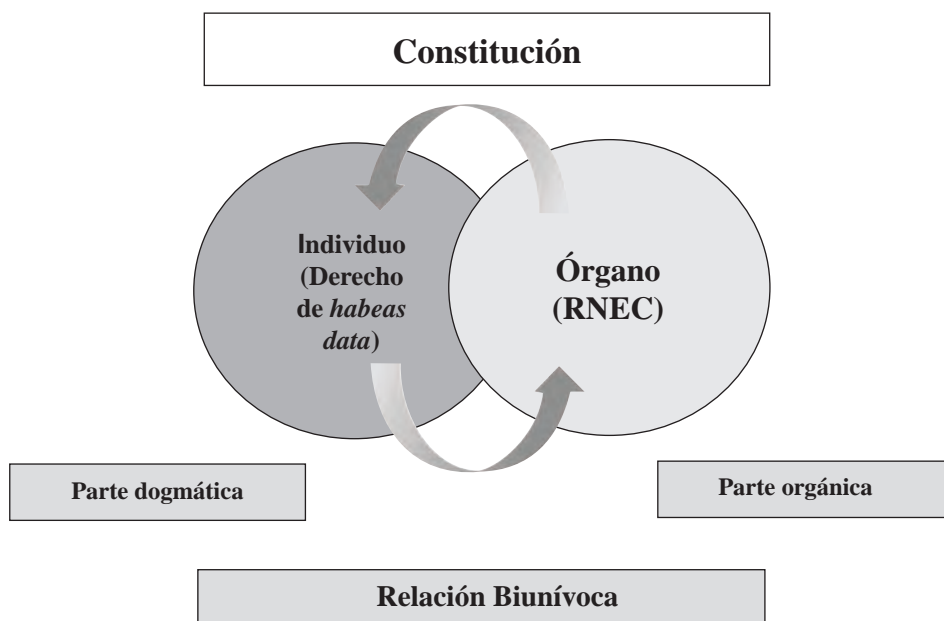 Constitución
Individuo
(Derecho
de habeas
data)
Órgano
(RNEC)
Parte dogmática
Parte orgánica
Relación Biunívoca